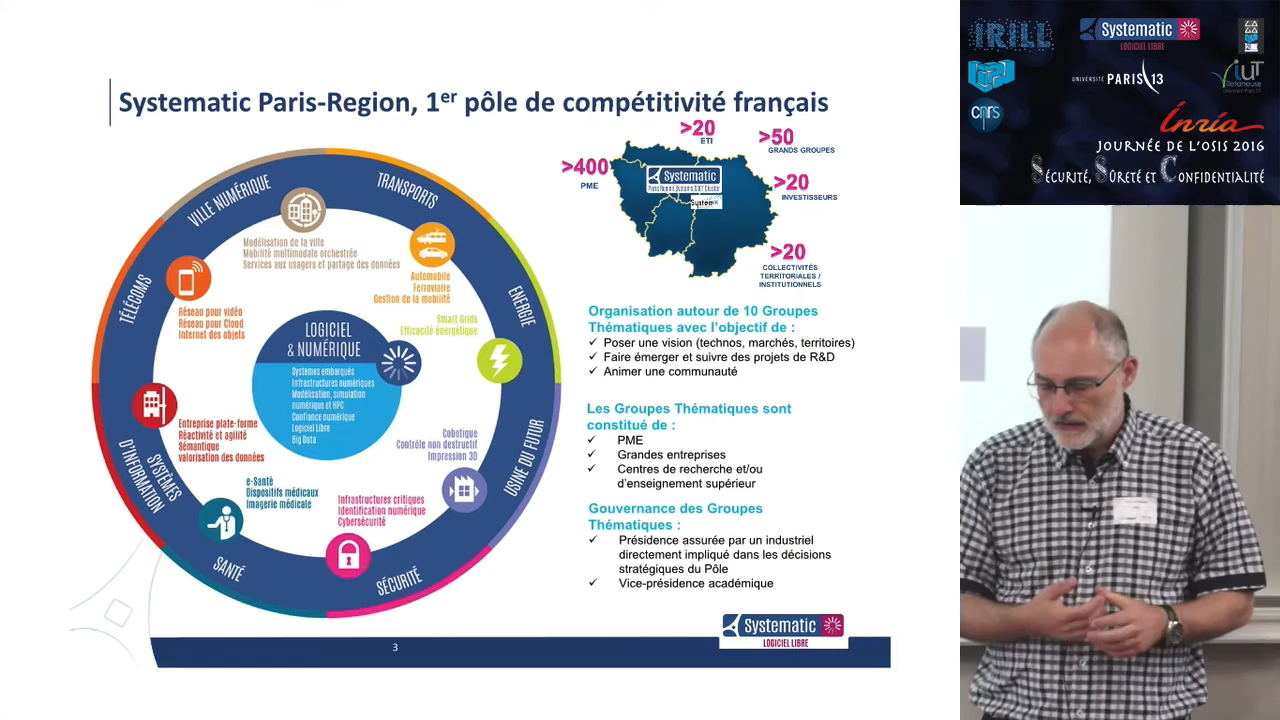 Systematic Paris-Region, 1er pôle de compétitivité français
VILLE NUMÉRIQUE
TRANSPORTS
ENERGIE
USINE DU FUTUR
SÉCURITÉ
SANTÉ
SYSTÈMES
D'INFORMATION
TÉLÉCOMS
Modélisation de la ville
Mobilité multimodale orchestrée
Services aux usagers et partage des données
Automobile
Ferroviaire
Gestion de la mobilité
Smart Grids
Efficacité énergétique
Cobotique
Contrôle non destructif
Impression 3D
Infrastructures critiques
Identification numérique
Cybersécurité
e-Santé
Dispositifs médicaux
Imagerie médicale
Entreprise plate-forme
Réactivité et agilité
Sémantique
valorisation des données
Réseau pour vidéo
Réseau pour Cloud
Internet des objets
LOGICIEL
& NUMÉRIQUE
Systèmes embarqués
Infrastructures numériques
Modélisation, simulation
numérique et HPC
Confiance numérique
Logiciel Libre
Big Data
>400
PME
>20
ETI
>50
GRANDS GROUPES
>20
INVESTISSEURS
>20
COLLECTIVITÉS
TERRITORIALES /
INSTITUTIONNELS
Systematic
Paris Region Systems & ICT Cluster
System
Organisation autour de 10 Groupes
Thématiques avec l'objectif de :
✓ Poser une vision (technos, marchés, territoires)
✓ Faire émerger et suivre des projets de R&D
✓ Animer une communauté
Les Groupes Thématiques sont
constitué de :
✓ PME
✓ Grandes entreprises
✓ Centres de recherche et/ou
d'enseignement supérieur
Gouvernance des Groupes
Thématiques :
✓ Présidence assurée par un industriel
directement impliqué dans les décisions
stratégiques du Pôle
✓ Vice-présidence académique
3
Systematic
LOGICIEL LIBRE
IRILL
Systematic
LOGICIEL LIBRE
UNIVERSITÉ PARIS 13
IUT
CNRS
Inria
JOURNÉE DE L'OSIS 2016
SÉCURITÉ, SÛRETÉ ET CONFIDENTIALITÉ